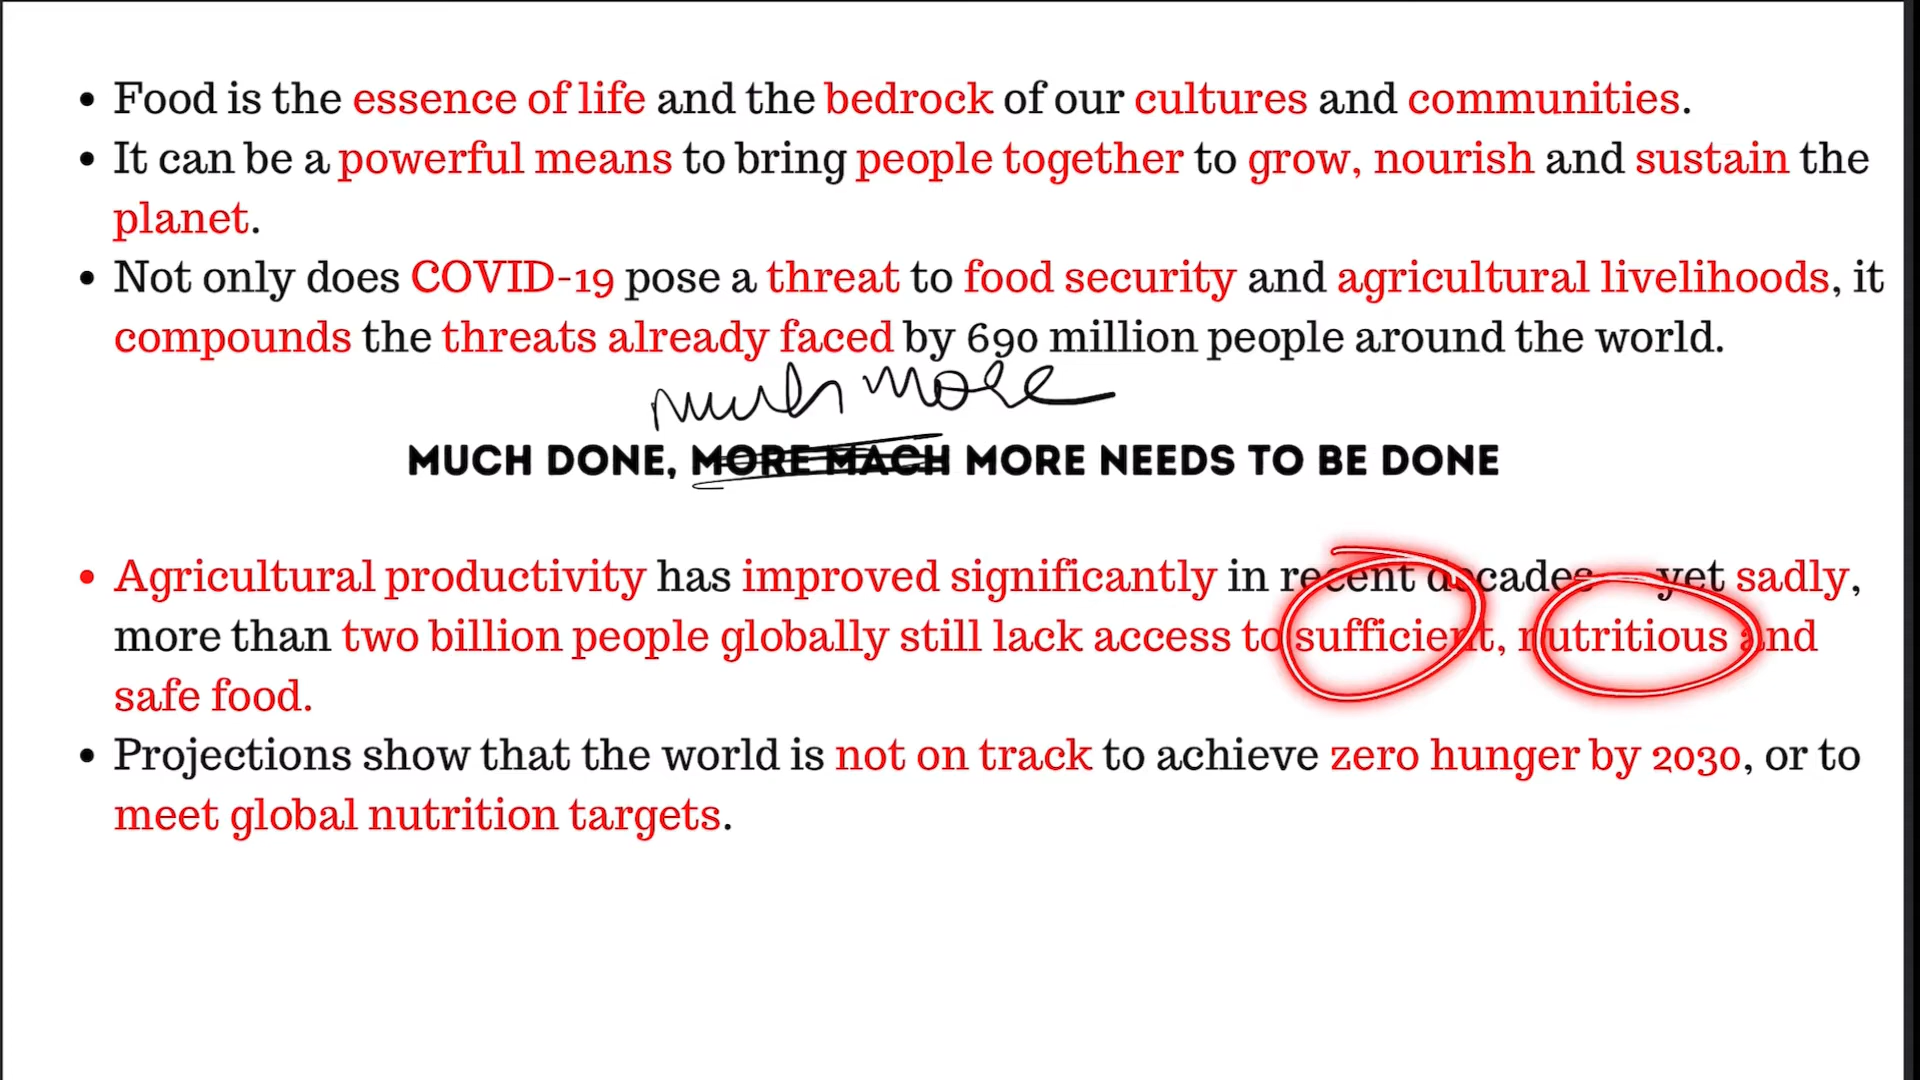 • Food is the essence of life and the bedrock of our cultures and communities.
• It can be a powerful means to bring people together to grow, nourish and sustain the
planet.
• Not only does COVID-19 pose a threat to food security and agricultural livelihoods, it
compounds the threats already faced by 690 million people around the world.
much more
MUCH DONE, MORE MACH MORE NEEDS TO BE DONE
• Agricultural productivity has improved significantly in recent decades — yet sadly,
more than two billion people globally still lack access to sufficient, nutritious and
safe food.
• Projections show that the world is not on track to achieve zero hunger by 2030, or to
meet global nutrition targets.